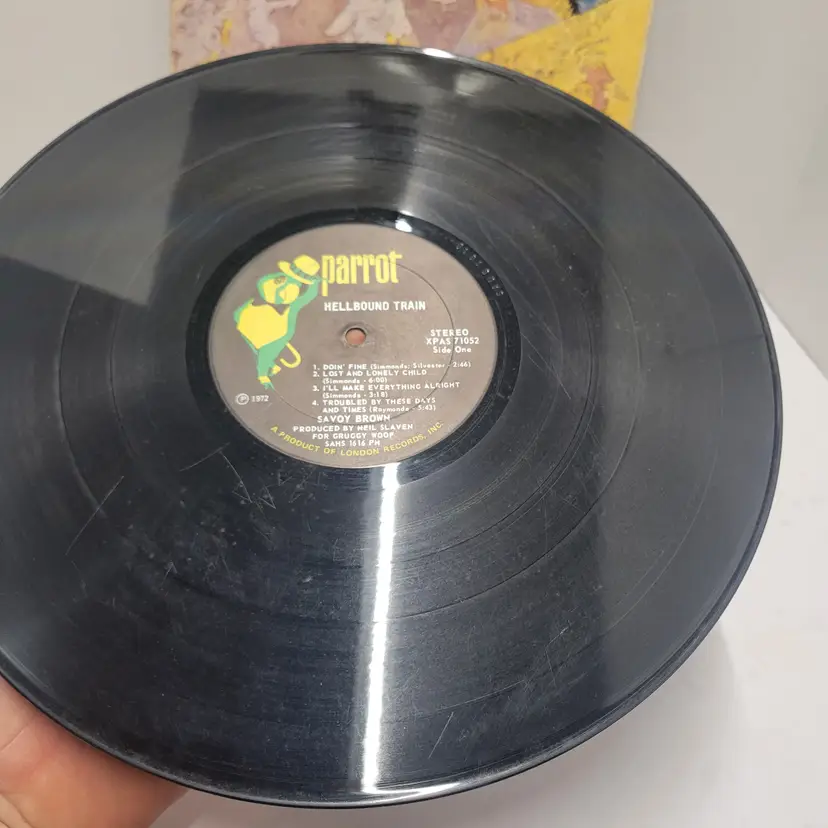 parrot
HELLBOUND TRAIN
STEREO
XPAS 71052
Side One
1. DOIN' FINE (Simmonds; Silvester - 2:46)
2. LOST AND LONELY CHILD
(Simmonds - 6:00)
3. I'LL MAKE EVERYTHING ALRIGHT
(Simmonds - 3:18)
4. TROUBLED BY THESE DAYS
AND TIMES (Raymonde - 5:43)
℗ 1972
SAVOY BROWN
PRODUCED BY NEIL SLAVEN
FOR GRUGGY WOOF
SAHS 1616 PH
A PRODUCT OF LONDON RECORDS, INC.